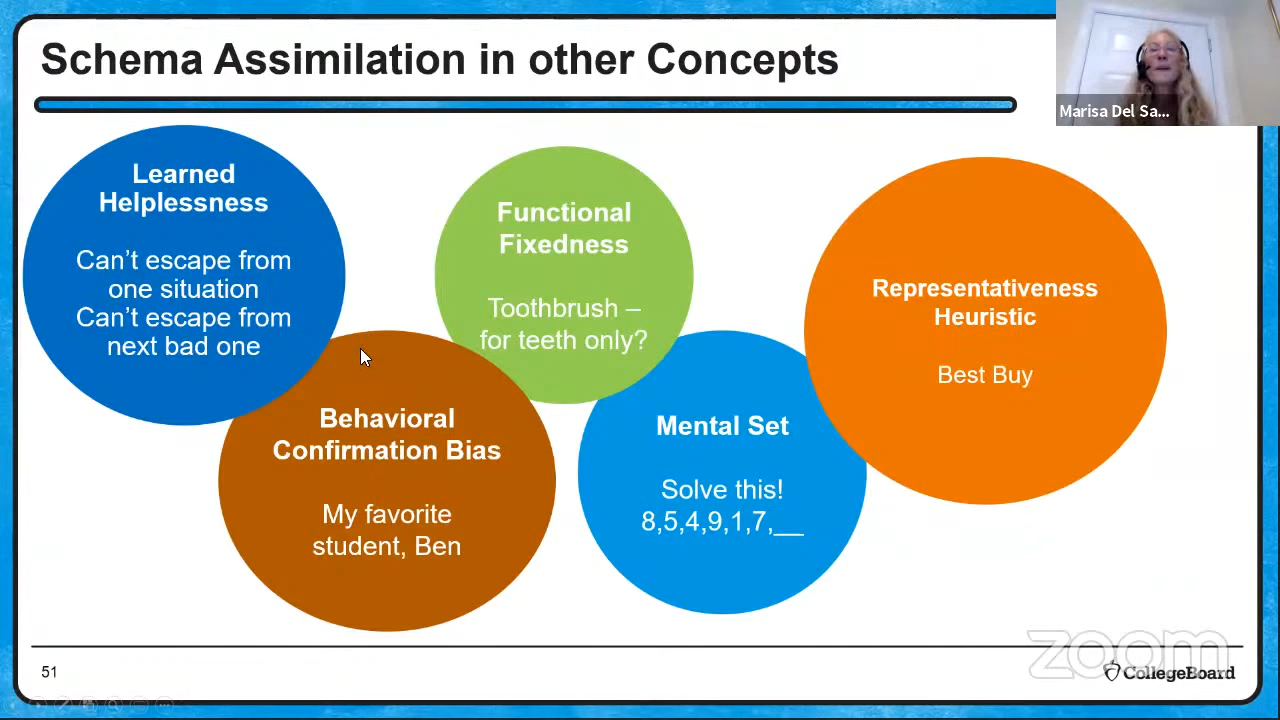 Schema Assimilation in other Concepts
Marisa Del Sa...
Learned
Helplessness
Can't escape from
one situation
Can't escape from
next bad one
Behavioral
Confirmation Bias
My favorite
student, Ben
Functional
Fixedness
Toothbrush –
for teeth only?
Mental Set
Solve this!
8,5,4,9,1,7,__
Representativeness
Heuristic
Best Buy
51
zoom
CollegeBoard